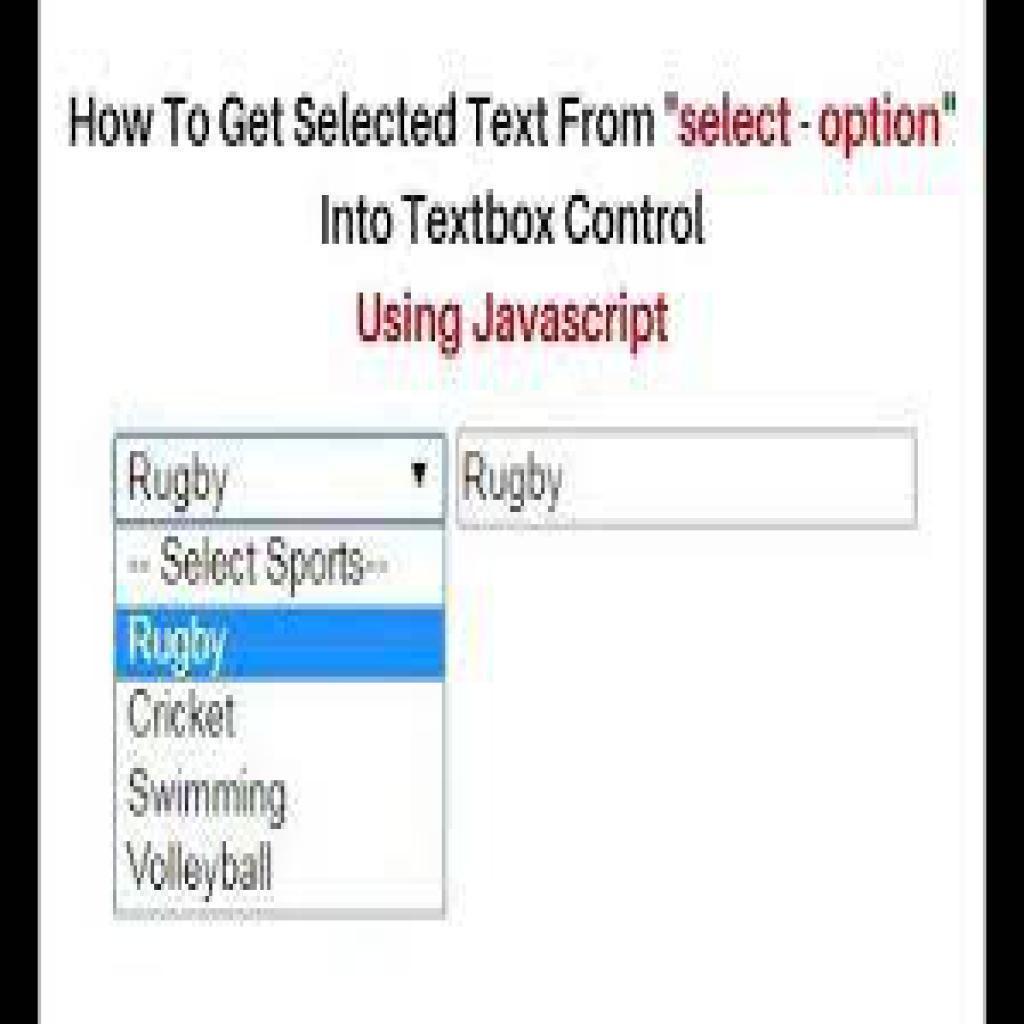 How To Get Selected Text From "select - option"
Into Textbox Control
Using Javascript
Rugby ▼ Rugby
-- Select Sports--
Rugby
Cricket
Swimming
Volleyball